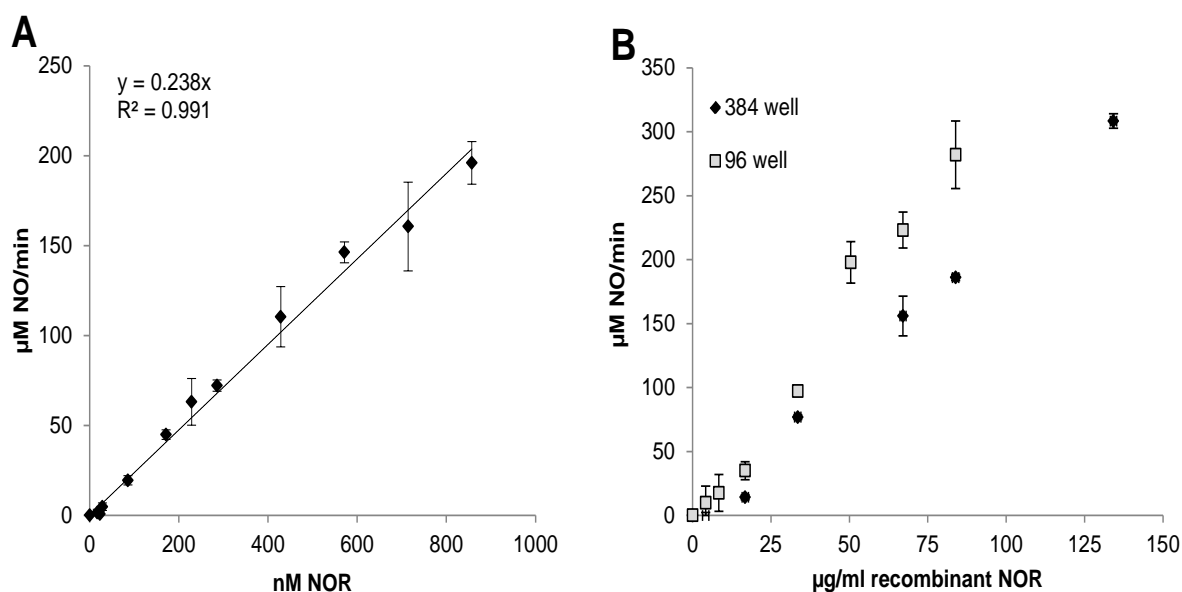 A
y = 0.238x
R² = 0.991
250
200
150
100
50
0
µM NO/min
0 200 400 600 800 1000
nM NOR
B
384 well
96 well
350
300
250
200
150
100
50
0
µM NO/min
0 25 50 75 100 125 150
µg/ml recombinant NOR